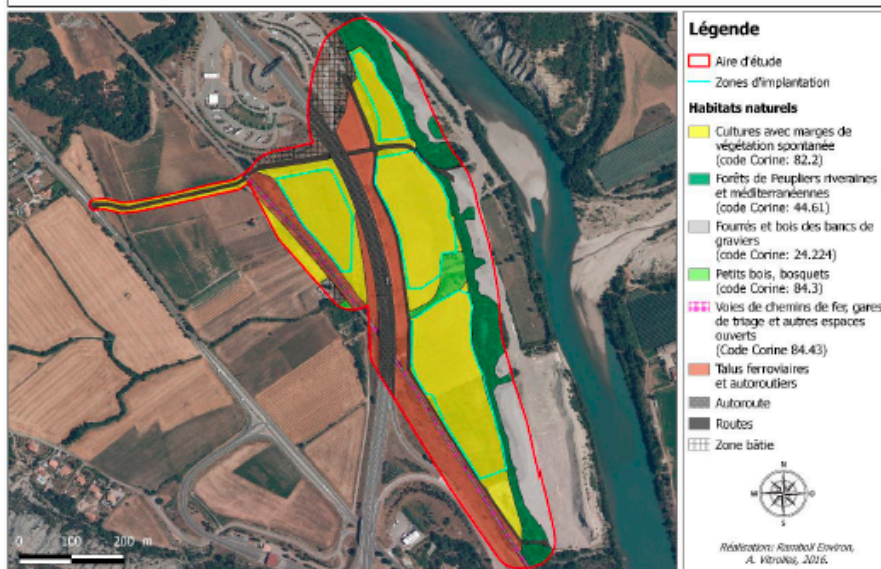 Légende
Aire d'étude
Zones d'implantation
Habitats naturels
Cultures avec marges de
végétation spontanée
(code Corine: 82.2)
Forêts de Peupliers riveraines
et méditerranéennes
(code Corine: 44.61)
Fourrés et bois des bancs de
graviers
(code Corine: 24.224)
Petits bois, bosquets
(code Corine: 84.3)
Voies de chemins de fer, gares
de triage et autres espaces
ouverts
(Code Corine 84.43)
Talus ferroviaires
et autoroutiers
Autoroute
Routes
Zone bâtie
N
W O
S
0 100 200 m
Réalisation: Ramboll Environ,
A. Vitrolles, 2016.